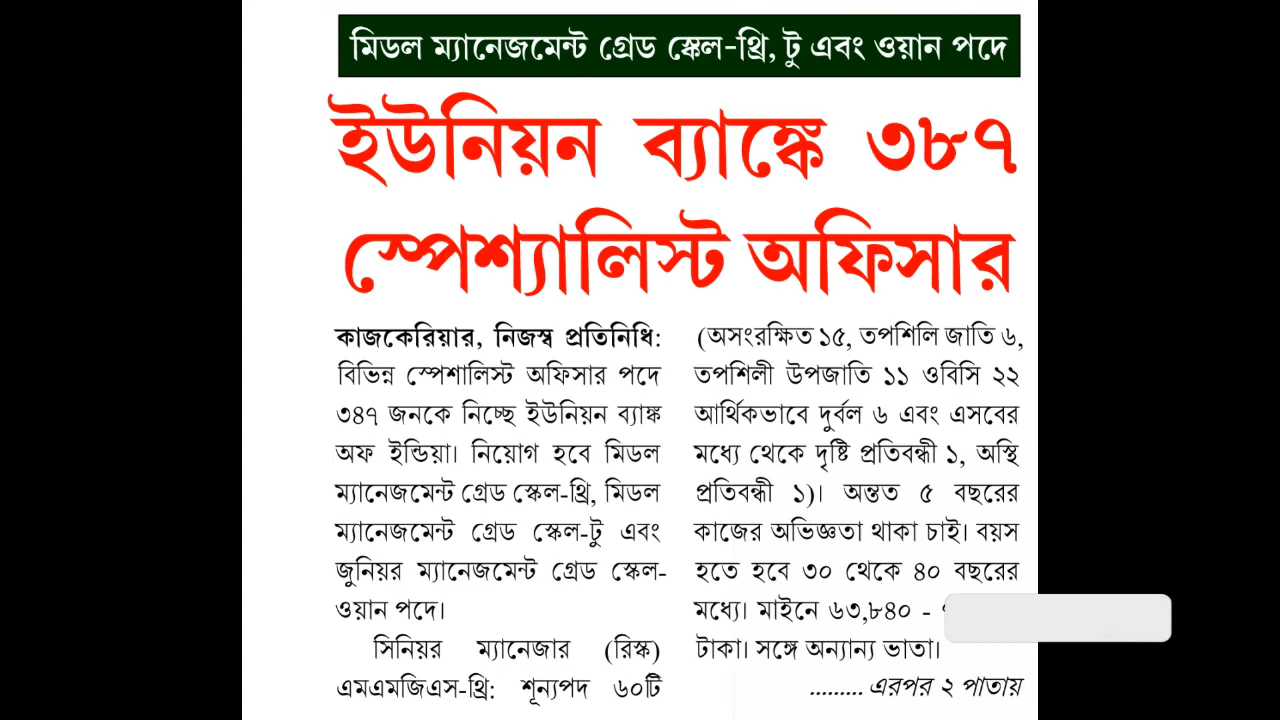 মিডল ম্যানেজমেন্ট গ্রেড স্কেল-থ্রি, টু এবং ওয়ান পদে
ইউনিয়ন ব্যাঙ্কে ৩৮৭
স্পেশ্যালিস্ট অফিসার
কাজকেরিয়ার, নিজস্ব প্রতিনিধি:
বিভিন্ন স্পেশালিস্ট অফিসার পদে
৩৪৭ জনকে নিচ্ছে ইউনিয়ন ব্যাঙ্ক
অফ ইন্ডিয়া। নিয়োগ হবে মিডল
ম্যানেজমেন্ট গ্রেড স্কেল-থ্রি, মিডল
ম্যানেজমেন্ট গ্রেড স্কেল-টু এবং
জুনিয়র ম্যানেজমেন্ট গ্রেড স্কেল-
ওয়ান পদে।
সিনিয়র ম্যানেজার (রিস্ক)
এমএমজিএস-থ্রি: শূন্যপদ ৬০টি
(অসংরক্ষিত ১৫, তপশিলি জাতি ৬,
তপশিলী উপজাতি ১১ ওবিসি ২২
আর্থিকভাবে দুর্বল ৬ এবং এসবের
মধ্যে থেকে দৃষ্টি প্রতিবন্ধী ১, অস্থি
প্রতিবন্ধী ১)। অন্তত ৫ বছরের
কাজের অভিজ্ঞতা থাকা চাই। বয়স
হতে হবে ৩০ থেকে ৪০ বছরের
মধ্যে। মাইনে ৬৩,৮৪০ -
টাকা। সঙ্গে অন্যান্য ভাতা।
......... এরপর ২ পাতায়